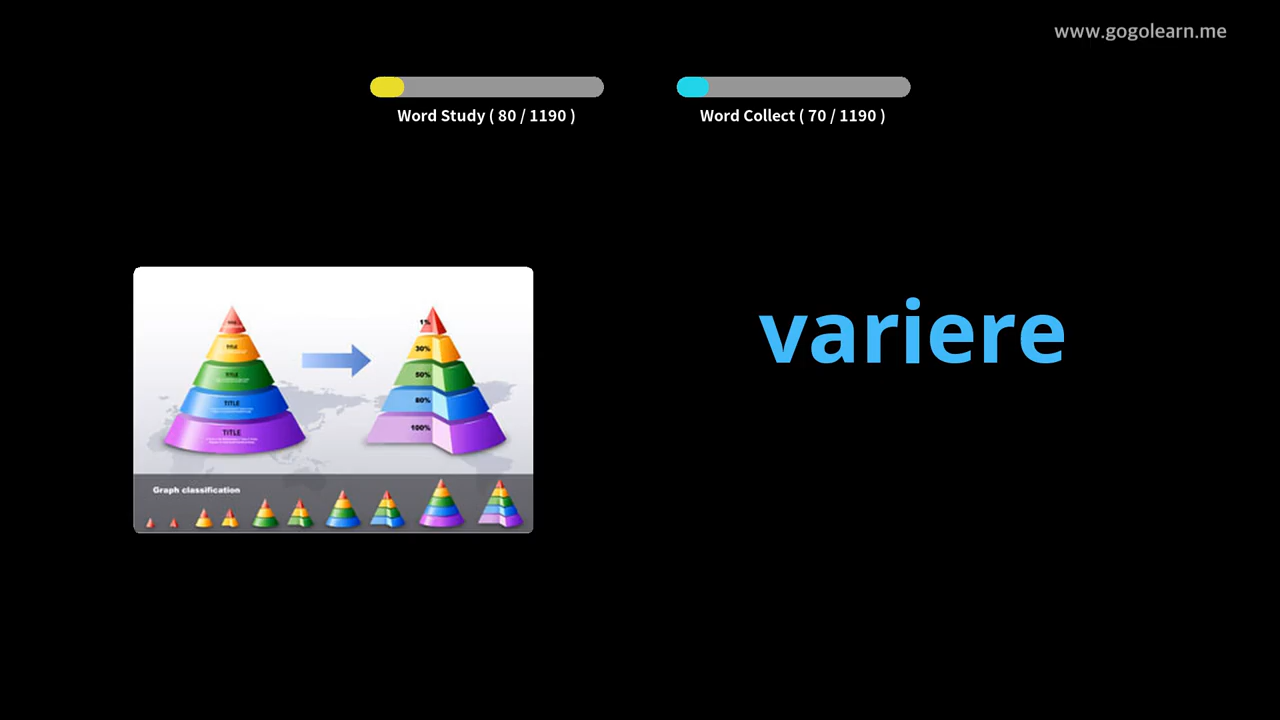 www.gogolearn.me
Word Study ( 80 / 1190 )
Word Collect ( 70 / 1190 )
variere
1%
TITLE
30%
TITLE
50%
TITLE
80%
TITLE
100%
Graph classification